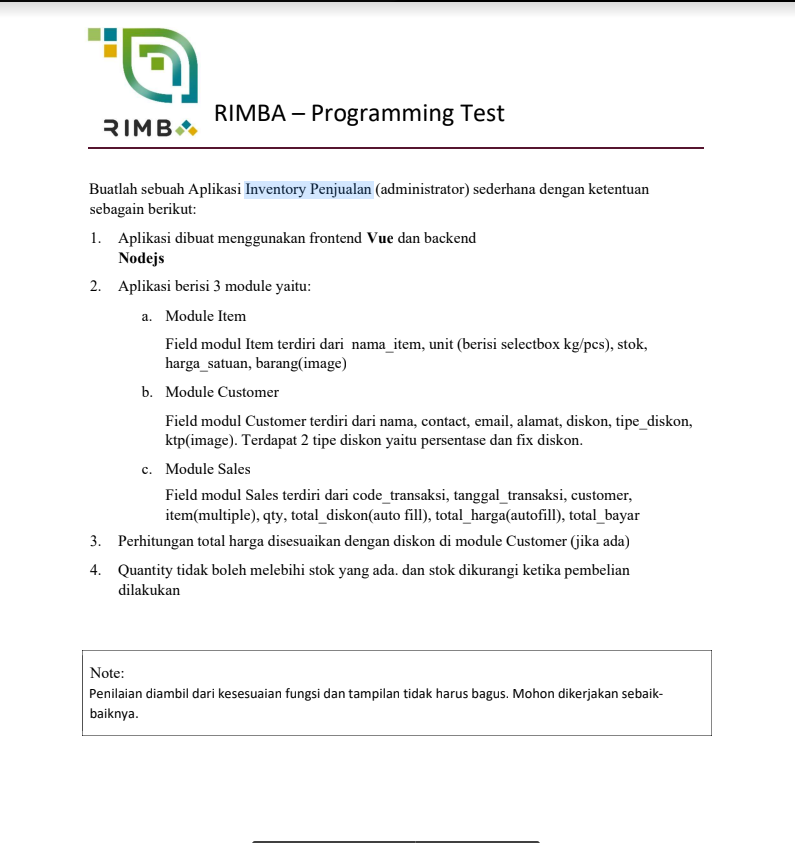 RIMBA
RIMBA – Programming Test
Buatlah sebuah Aplikasi Inventory Penjualan (administrator) sederhana dengan ketentuan
sebagain berikut:
1. Aplikasi dibuat menggunakan frontend Vue dan backend
Nodejs
2. Aplikasi berisi 3 module yaitu:
a. Module Item
Field modul Item terdiri dari nama_item, unit (berisi selectbox kg/pcs), stok,
harga_satuan, barang(image)
b. Module Customer
Field modul Customer terdiri dari nama, contact, email, alamat, diskon, tipe_diskon,
ktp(image). Terdapat 2 tipe diskon yaitu persentase dan fix diskon.
c. Module Sales
Field modul Sales terdiri dari code_transaksi, tanggal_transaksi, customer,
item(multiple), qty, total_diskon(auto fill), total_harga(autofill), total_bayar
3. Perhitungan total harga disesuaikan dengan diskon di module Customer (jika ada)
4. Quantity tidak boleh melebihi stok yang ada. dan stok dikurangi ketika pembelian
dilakukan
Note:
Penilaian diambil dari kesesuaian fungsi dan tampilan tidak harus bagus. Mohon dikerjakan sebaik-
baiknya.